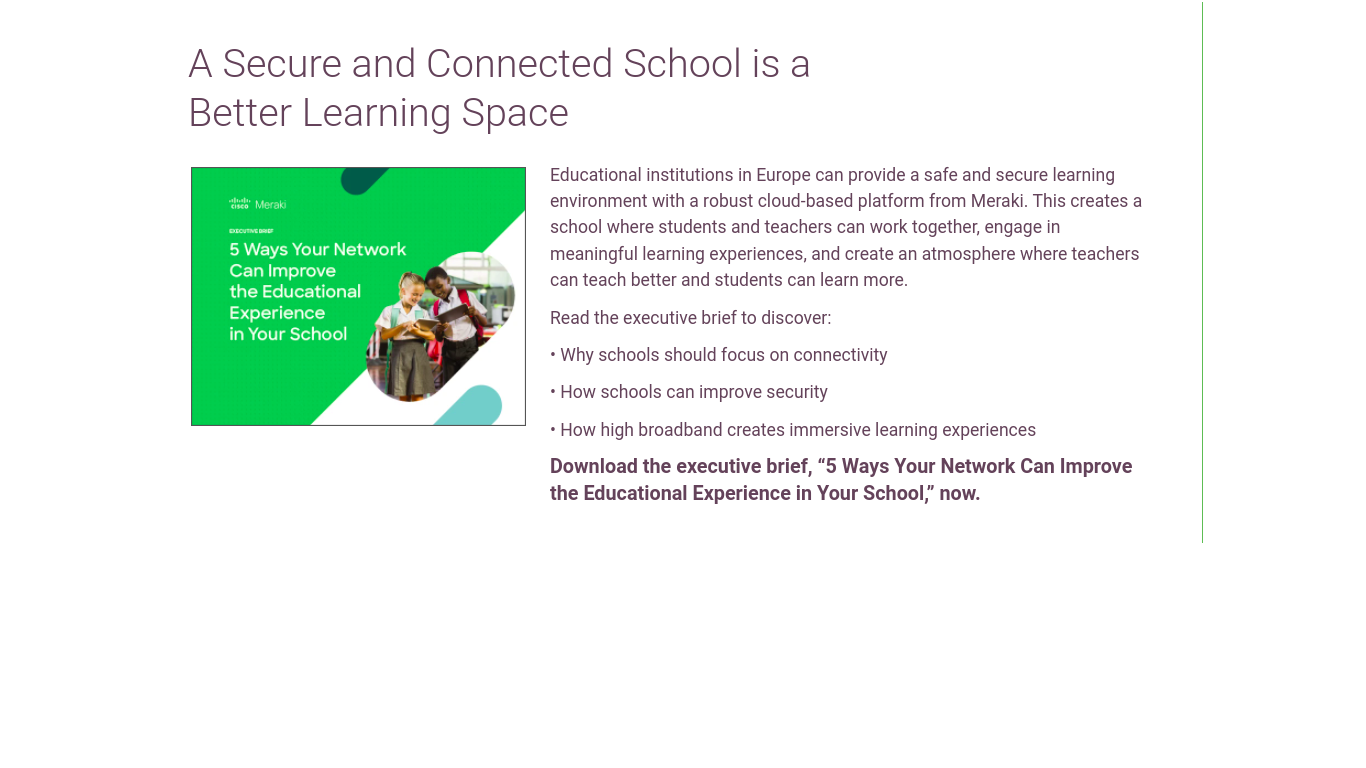 A Secure and Connected School is a
Better Learning Space
CISCO Meraki
EXECUTIVE BRIEF
5 Ways Your Network
Can Improve
the Educational
Experience
in Your School
Educational institutions in Europe can provide a safe and secure learning
environment with a robust cloud-based platform from Meraki. This creates a
school where students and teachers can work together, engage in
meaningful learning experiences, and create an atmosphere where teachers
can teach better and students can learn more.
Read the executive brief to discover:
• Why schools should focus on connectivity
• How schools can improve security
• How high broadband creates immersive learning experiences
Download the executive brief, “5 Ways Your Network Can Improve
the Educational Experience in Your School,” now.